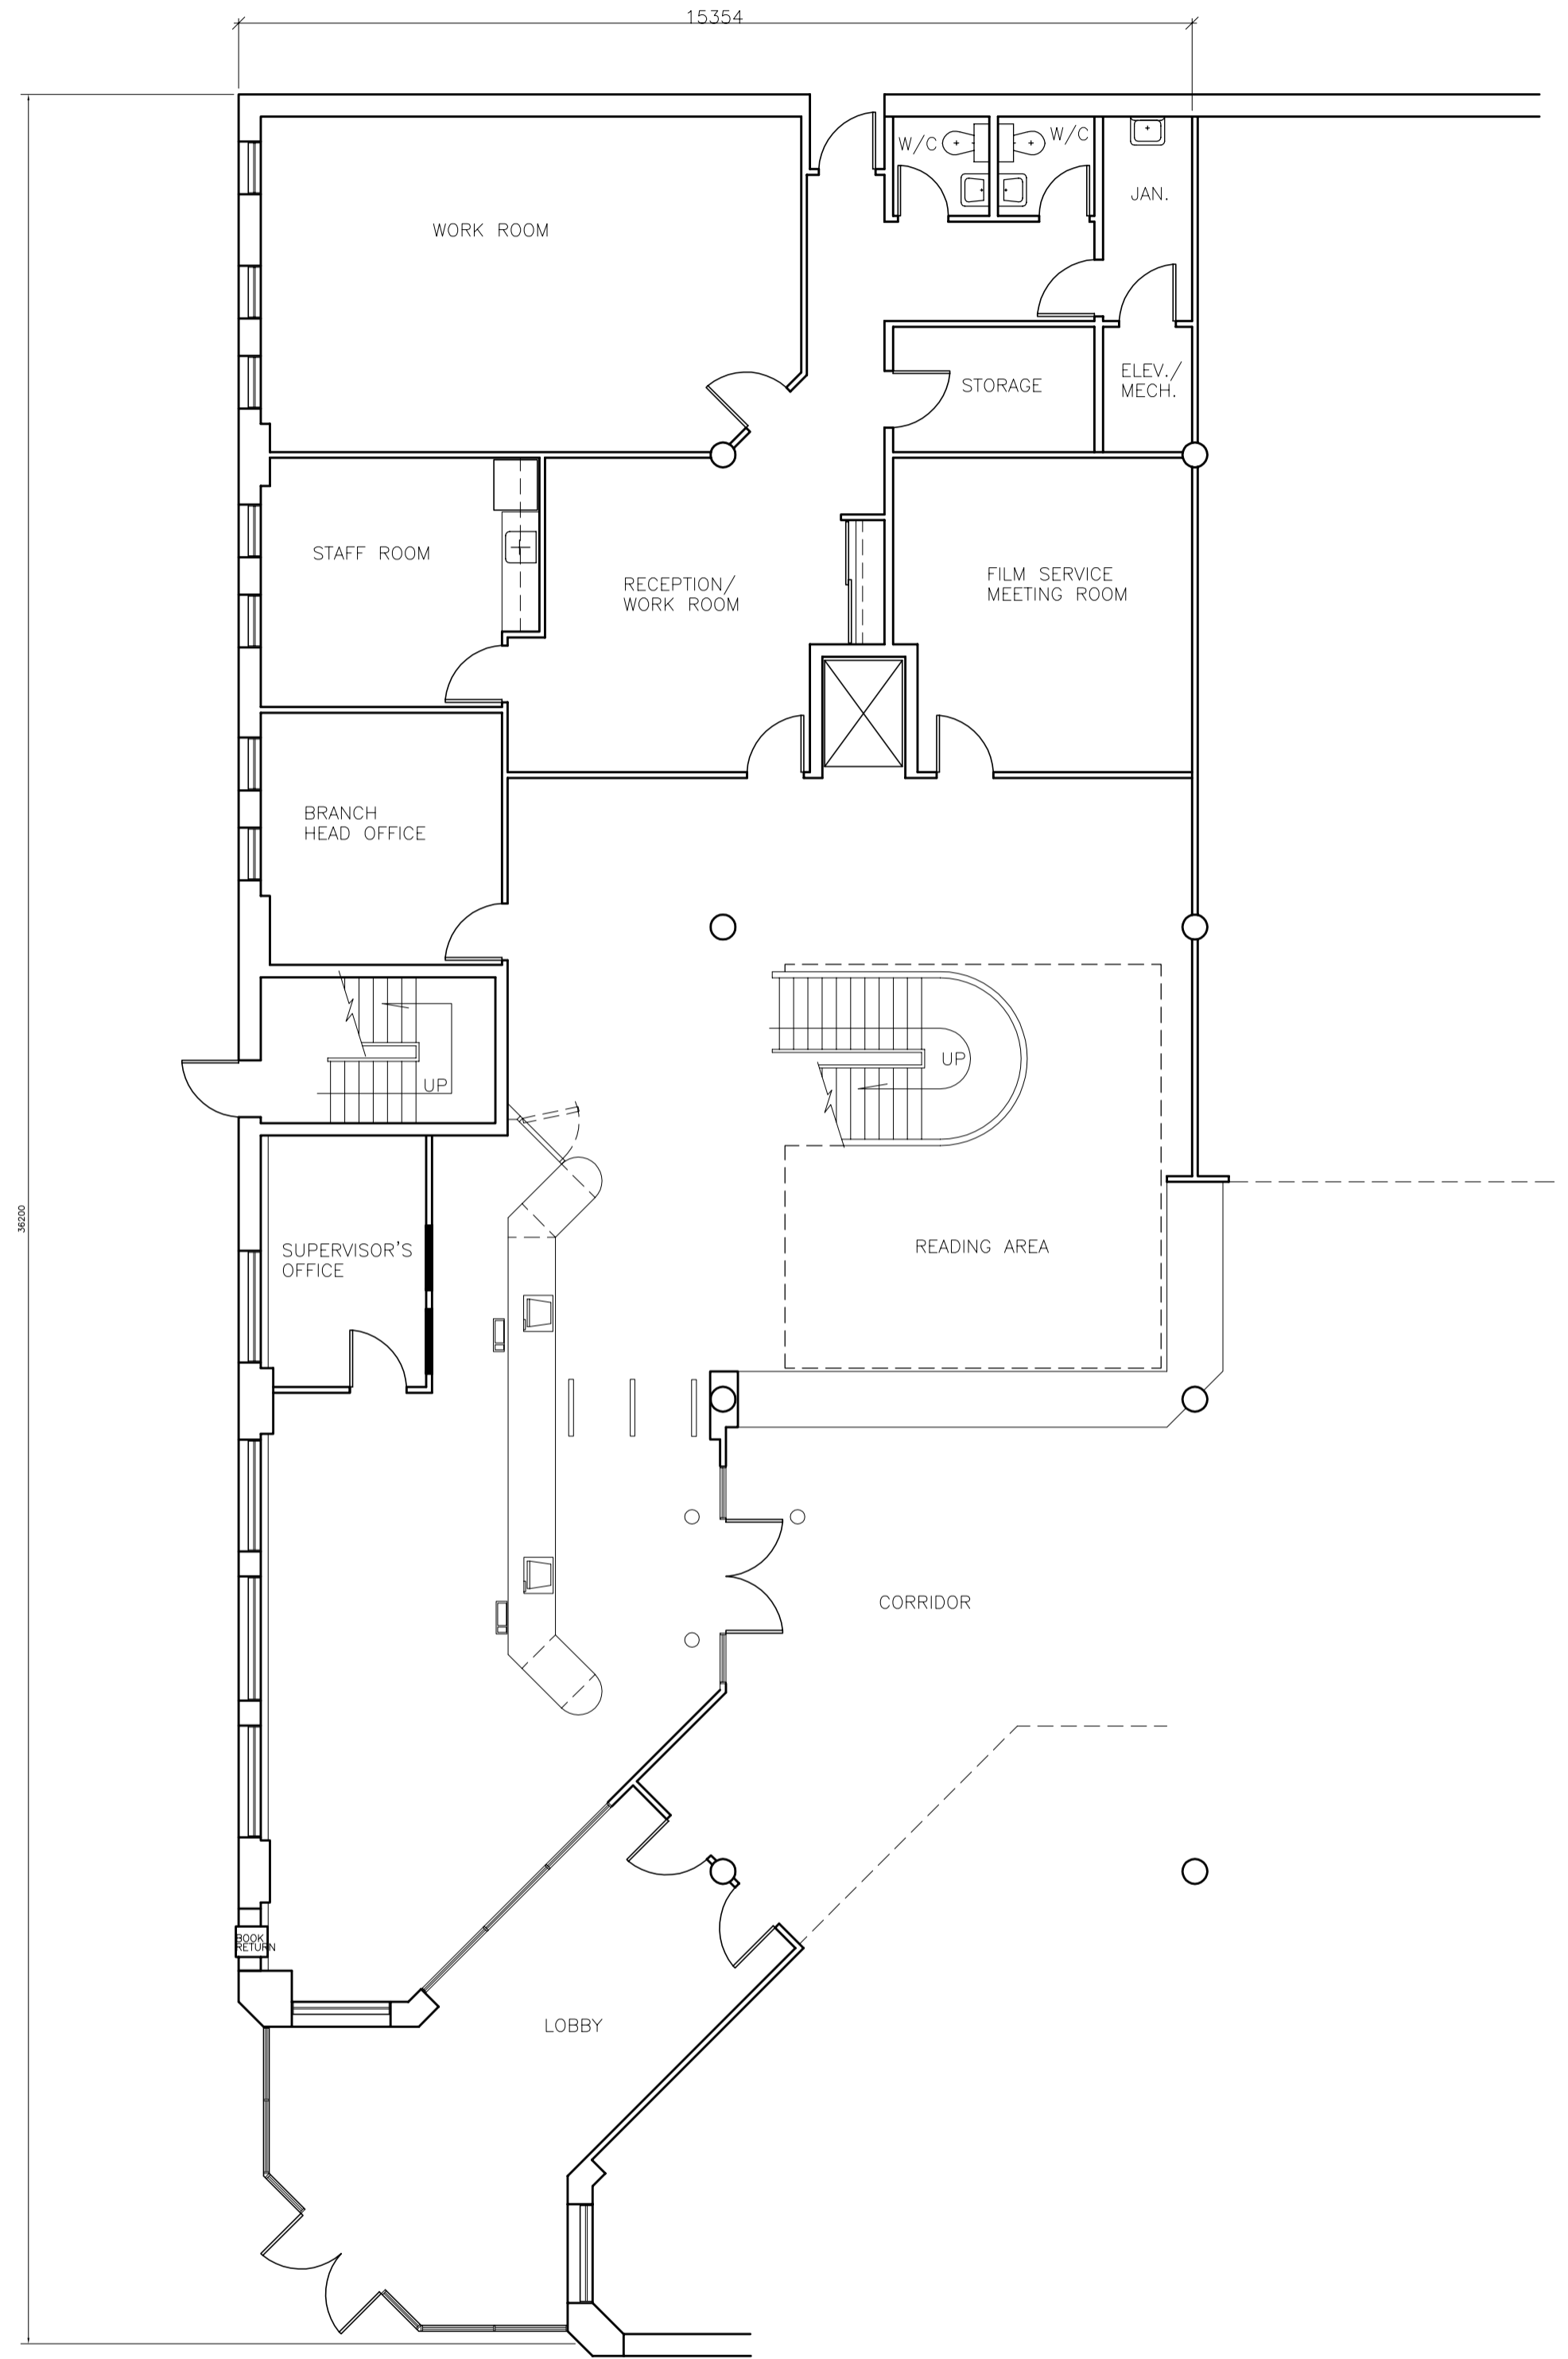 15354
W/C
W/C
JAN.
WORK ROOM
STORAGE
ELEV./
MECH.
STAFF ROOM
RECEPTION/
WORK ROOM
FILM SERVICE
MEETING ROOM
BRANCH
HEAD OFFICE
UP
UP
36200
SUPERVISOR'S
OFFICE
READING AREA
CORRIDOR
BOOK
RETURN
LOBBY